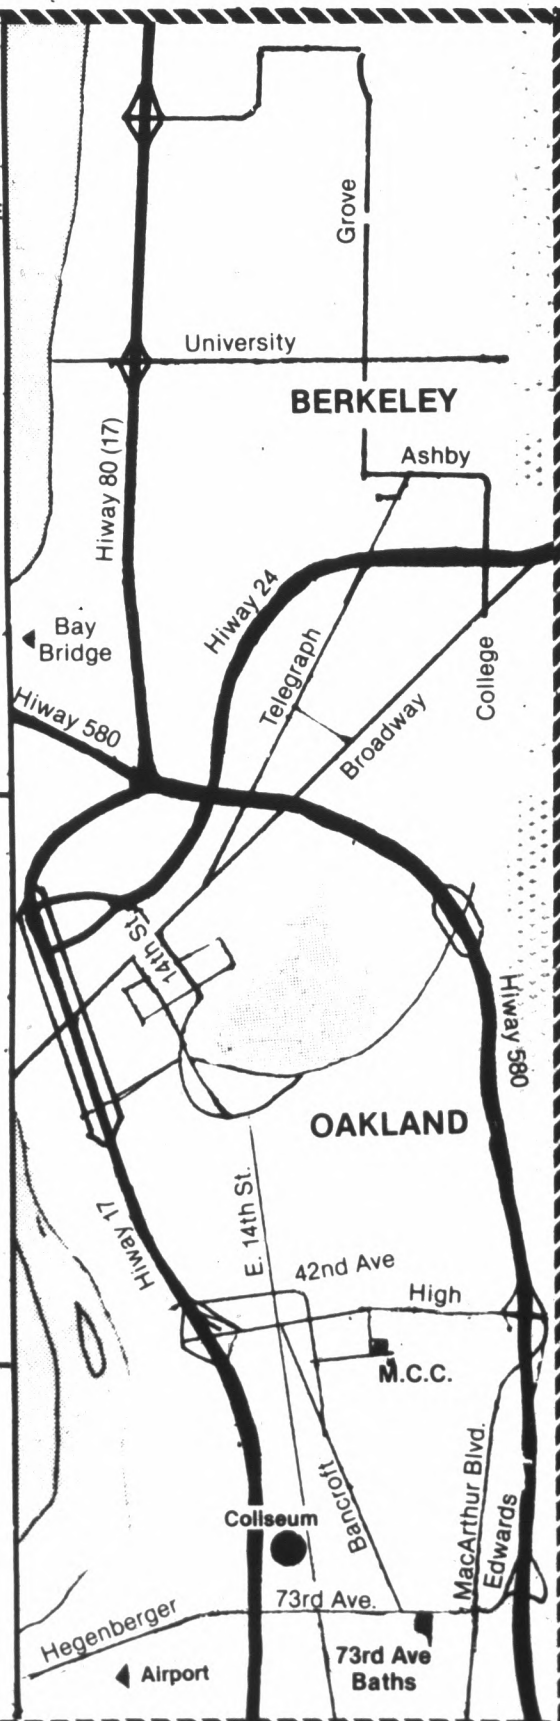 Grove
University
BERKELEY
Ashby
Hiway 80 (17)
Hiway 24
Bay
Bridge
Telegraph
College
Hiway 580
Broadway
14th St.
Hiway 580
OAKLAND
E. 14th St.
Hiway 17
42nd Ave
High
M.C.C.
Bancroft
MacArthur Blvd.
Edwards
Coliseum
73rd Ave.
Hegenberger
73rd Ave
Baths
Airport